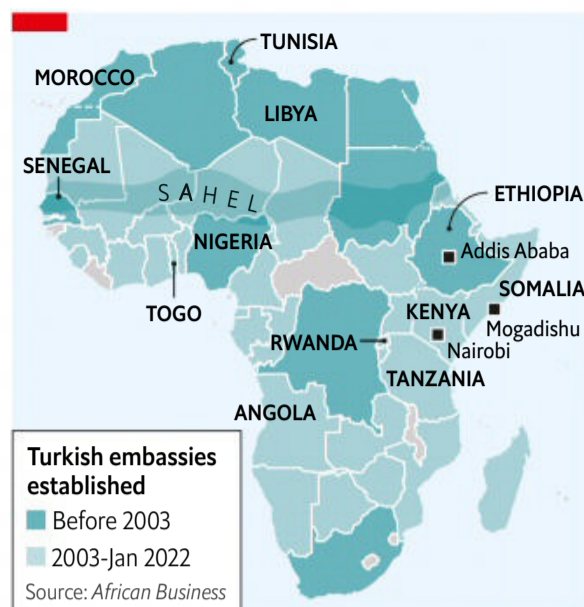 TUNISIA
MOROCCO
LIBYA
SENEGAL
SAHEL
ETHIOPIA
NIGERIA
Addis Ababa
SOMALIA
TOGO
KENYA
Mogadishu
RWANDA
Nairobi
TANZANIA
ANGOLA
Turkish embassies
established
Before 2003
2003-Jan 2022
Source: African Business